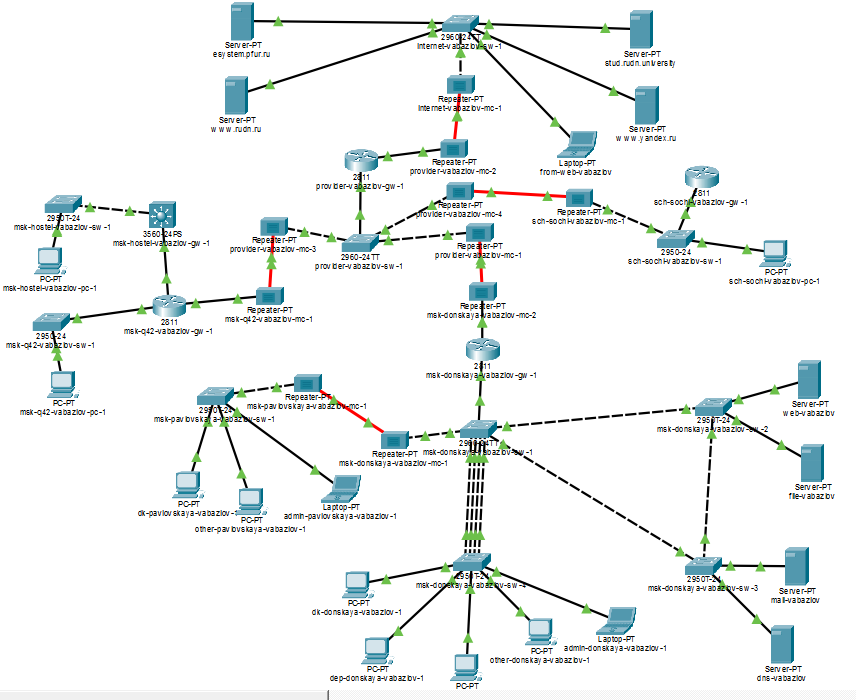 Server-PT
esystem.pfur.ru
2960-24TT
internet-vabazlov-sw-1
Server-PT
stud.rudn.university
Server-PT
www.rudn.ru
Repeater-PT
internet-vabazlov-mc-1
Server-PT
www.yandex.ru
Laptop-PT
from-web-vabazlov
Repeater-PT
provider-vabazlov-mc-2
2811
provider-vabazlov-gw-1
2811
sch-sochi-vabazlov-gw-1
Repeater-PT
provider-vabazlov-mc-4
Repeater-PT
sch-sochi-vabazlov-mc-1
2950T-24
msk-hostel-vabazlov-sw-1
3560-24PS
msk-hostel-vabazlov-gw-1
Repeater-PT
provider-vabazlov-mc-3
2960-24TT
provider-vabazlov-sw-1
Repeater-PT
provider-vabazlov-mc-1
2950-24
sch-sochi-vabazlov-sw-1
PC-PT
sch-sochi-vabazlov-pc-1
PC-PT
msk-hostel-vabazlov-pc-1
2811
msk-q42-vabazlov-gw-1
Repeater-PT
msk-q42-vabazlov-mc-1
Repeater-PT
msk-donskaya-vabazlov-mc-2
2950-24
msk-q42-vabazlov-sw-1
2811
msk-donskaya-vabazlov-gw-1
PC-PT
msk-q42-vabazlov-pc-1
2950T-24
msk-pavlovskaya-vabazlov-sw-1
Repeater-PT
msk-pavlovskaya-vabazlov-mc-1
Repeater-PT
msk-donskaya-vabazlov-mc-1
2960-24TT
msk-donskaya-vabazlov-sw-1
2950T-24
msk-donskaya-vabazlov-sw-2
Server-PT
web-vabazlov
Server-PT
file-vabazlov
PC-PT
dk-pavlovskaya-vabazlov-1
PC-PT
other-pavlovskaya-vabazlov-1
Laptop-PT
admin-pavlovskaya-vabazlov-1
2950T-24
msk-donskaya-vabazlov-sw-4
2950T-24
msk-donskaya-vabazlov-sw-3
Server-PT
mail-vabazlov
PC-PT
dk-donskaya-vabazlov-1
PC-PT
dep-donskaya-vabazlov-1
PC-PT
PC-PT
other-donskaya-vabazlov-1
Laptop-PT
admin-donskaya-vabazlov-1
Server-PT
dns-vabazlov